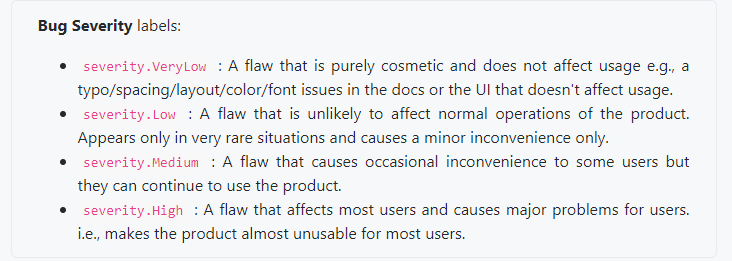 Bug Severity labels:
• severity.VeryLow : A flaw that is purely cosmetic and does not affect usage e.g., a
typo/spacing/layout/color/font issues in the docs or the UI that doesn't affect usage.
• severity.Low : A flaw that is unlikely to affect normal operations of the product.
Appears only in very rare situations and causes a minor inconvenience only.
• severity.Medium : A flaw that causes occasional inconvenience to some users but
they can continue to use the product.
• severity.High : A flaw that affects most users and causes major problems for users.
i.e., makes the product almost unusable for most users.